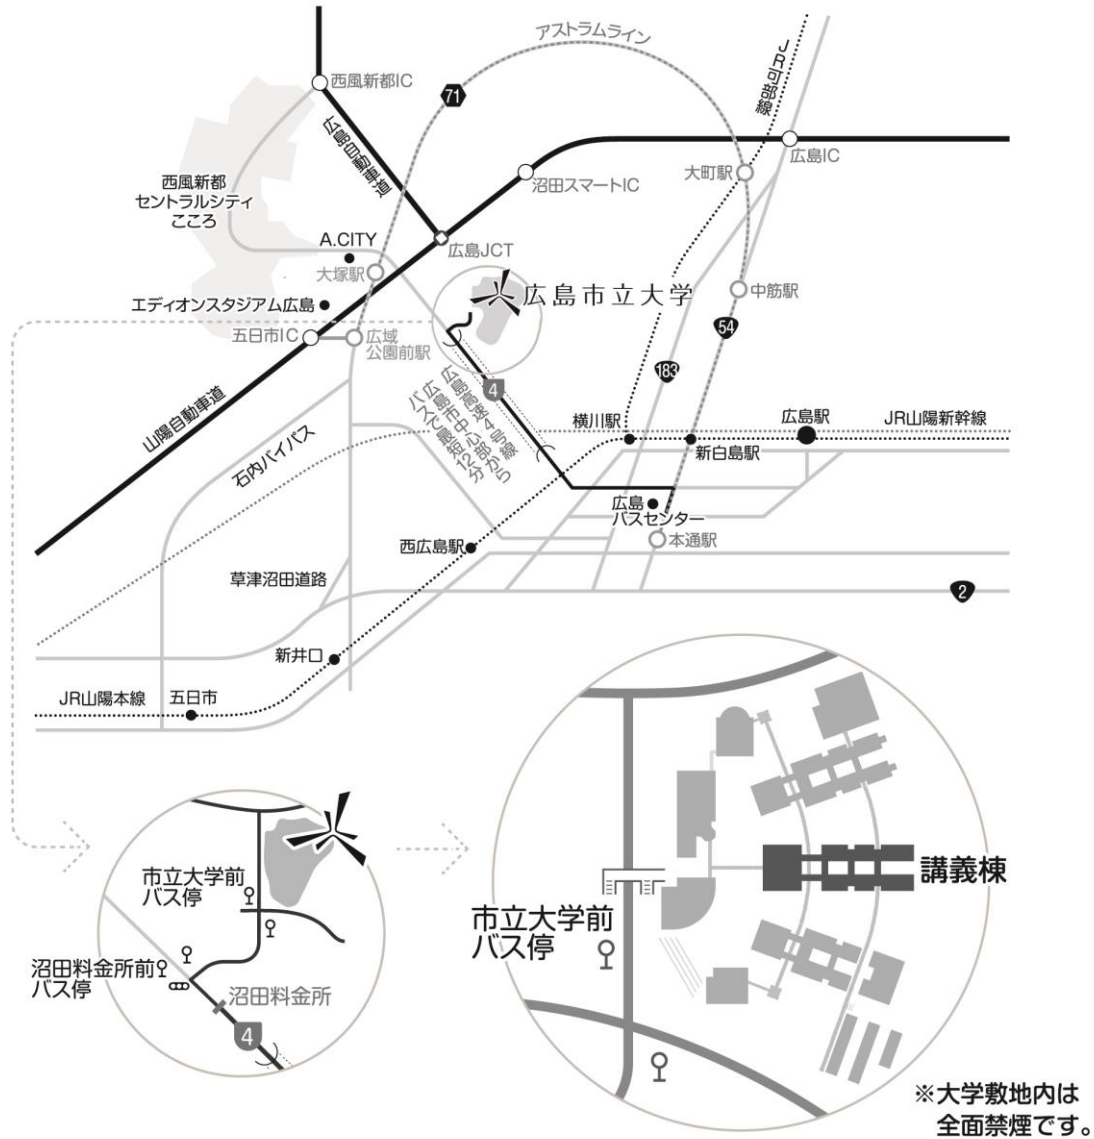 アストラムライン
JR可部線
西風新都IC
71
広島自動車道
広島IC
大町駅
沼田スマートIC
西風新都
セントラルシティ
こころ
A.CITY
広島JCT
大塚駅
広島市立大学
中筋駅
エディオンスタジアム広島
五日市IC
広域
公園前駅
54
183
4
広島高速4号線
広島市中心部から
バスで最短12分
山陽自動車道
石内バイパス
横川駅
広島駅
JR山陽新幹線
新白島駅
広島
バスセンター
本通駅
西広島駅
草津沼田道路
2
新井口
JR山陽本線
五日市
市立大学前
バス停
沼田料金所前
バス停
沼田料金所
4
講義棟
市立大学前
バス停
※大学敷地内は
全面禁煙です。